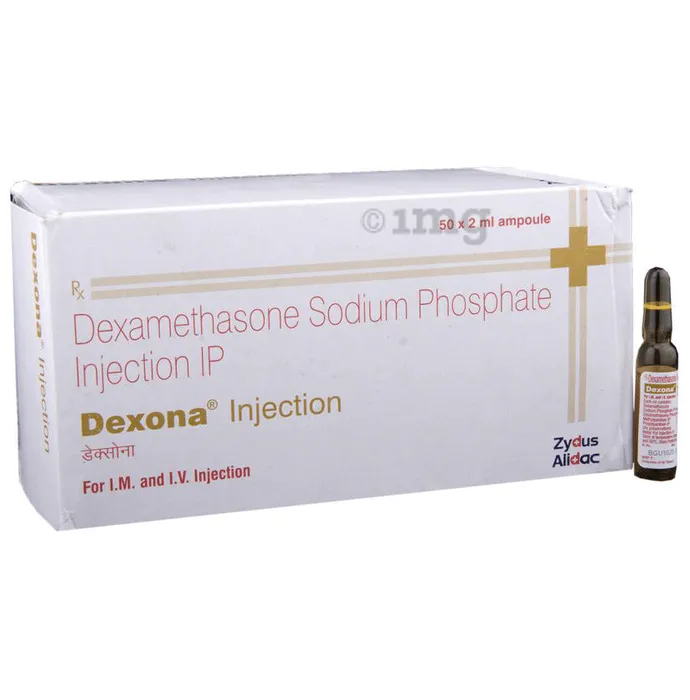 © 1mg
50 x 2 ml ampoule
Rx
Dexamethasone Sodium Phosphate
Injection IP
Dexona® Injection
डेक्सोना
For I.M. and I.V. Injection
Zydus
Alidac
Dexona® Injection
Dexona®